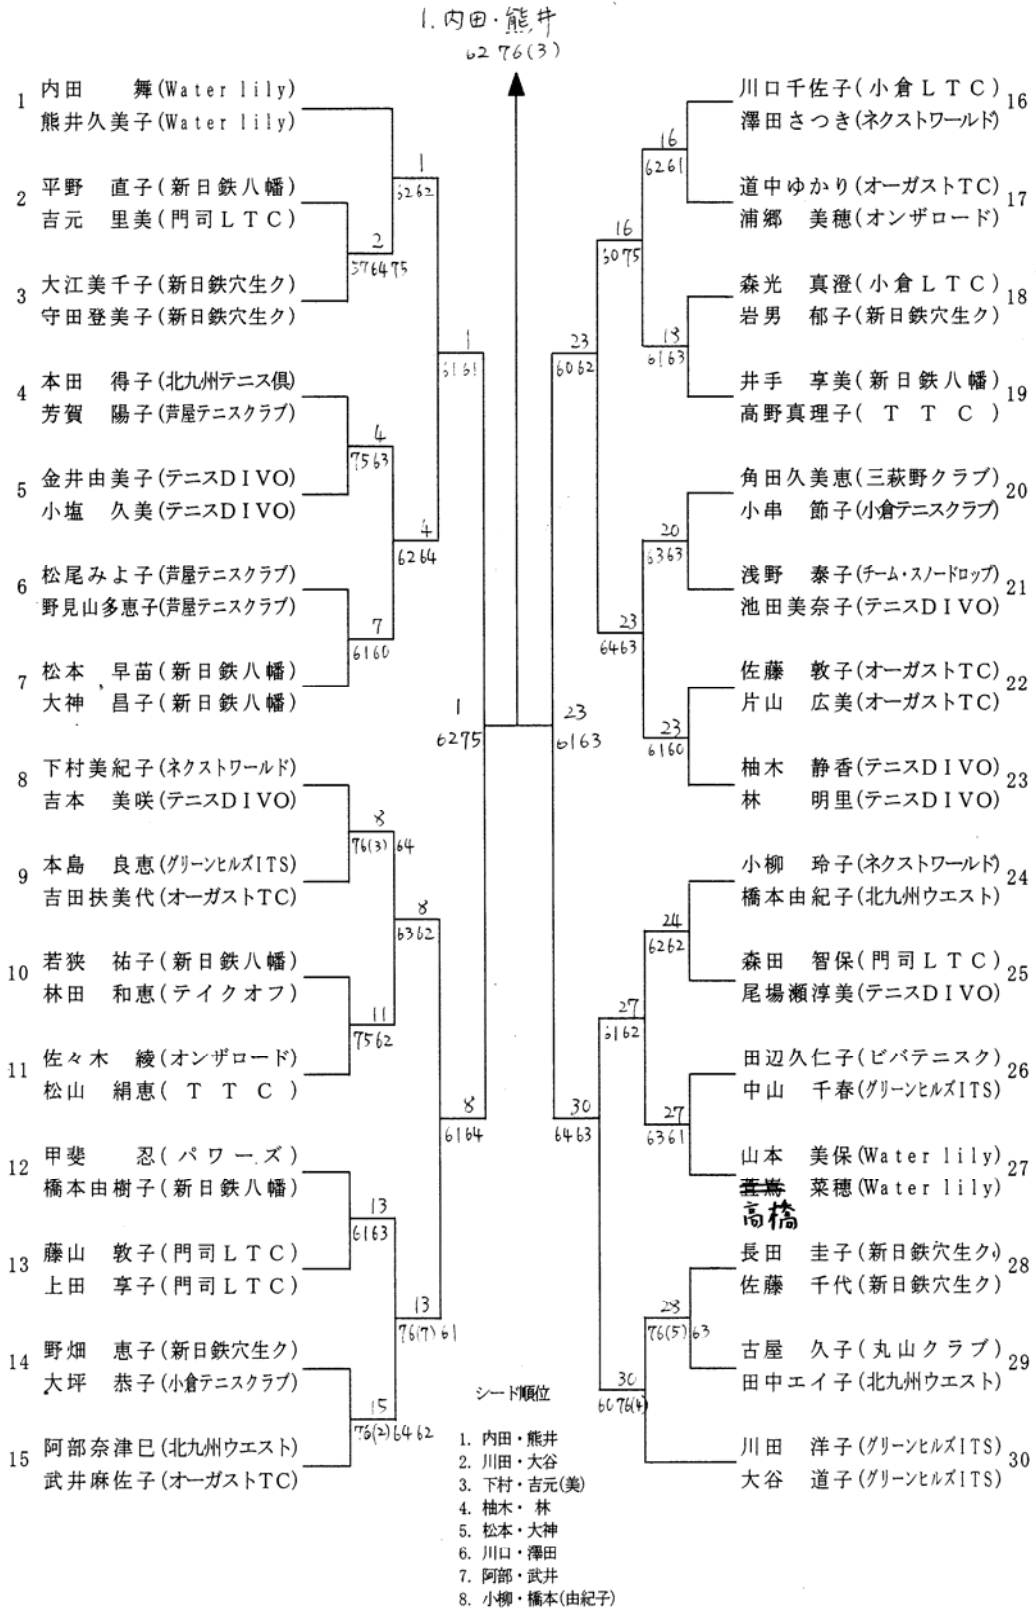 1. 内田・熊井
62 76(3)
1 内田 舞(Water lily)
熊井久美子(Water lily)
2 平野 直子(新日鉄八幡)
吉元 里美(門司LTC)
3 大江美千子(新日鉄穴生ク)
守田登美子(新日鉄穴生ク)
4 本田 得子(北九州テニス倶)
芳賀 陽子(芦屋テニスクラブ)
5 金井由美子(テニスDIVO)
小塩 久美(テニスDIVO)
6 松尾みよ子(芦屋テニスクラブ)
野見山多恵子(芦屋テニスクラブ)
7 松本 早苗(新日鉄八幡)
大神 昌子(新日鉄八幡)
8 下村美紀子(ネクストワールド)
吉本 美咲(テニスDIVO)
9 本島 良恵(グリーンヒルズITS)
吉田扶美代(オーガストTC)
10 若狭 祐子(新日鉄八幡)
林田 和恵(テイクオフ)
11 佐々木 綾(オンザロード)
松山 絹恵(TTC)
12 甲斐 忍(パワーズ)
橋本由樹子(新日鉄八幡)
13 藤山 敦子(門司LTC)
上田 享子(門司LTC)
14 野畑 恵子(新日鉄穴生ク)
大坪 恭子(小倉テニスクラブ)
15 阿部奈津巳(北九州ウエスト)
武井麻佐子(オーガストTC)
2
576475
4
7563
7
6160
8
76(3) 64
11
7562
13
6163
15
76(2)6462
1
6262
4
6264
8
6362
13
76(7)61
1
6161
8
6164
1
6275
23
6163
23
6062
30
6463
16
6075
23
6463
27
6162
30
6076(4)
16
6261
18
6163
20
6363
23
6160
24
6262
27
6361
28
76(5)63
川口千佐子(小倉LTC) 16
澤田さつき(ネクストワールド)
道中ゆかり(オーガストTC) 17
浦郷 美穂(オンザロード)
森光 真澄(小倉LTC) 18
岩男 郁子(新日鉄穴生ク)
井手 享美(新日鉄八幡) 19
高野真理子(TTC)
角田久美恵(三萩野クラブ) 20
小串 節子(小倉テニスクラブ)
浅野 泰子(チーム・スノードロップ) 21
池田美奈子(テニスDIVO)
佐藤 敦子(オーガストTC) 22
片山 広美(オーガストTC)
柚木 静香(テニスDIVO) 23
林 明里(テニスDIVO)
小柳 玲子(ネクストワールド) 24
橋本由紀子(北九州ウエスト)
森田 智保(門司LTC) 25
尾場瀬淳美(テニスDIVO)
田辺久仁子(ビバテニスク) 26
中山 千春(グリーンヒルズITS)
山本 美保(Water lily) 27
菜穂(Water lily)
高橋
長田 圭子(新日鉄穴生ク) 28
佐藤 千代(新日鉄穴生ク)
古屋 久子(丸山クラブ) 29
田中エイ子(北九州ウエスト)
川田 洋子(グリーンヒルズITS) 30
大谷 道子(グリーンヒルズITS)
シード順位
1. 内田・熊井
2. 川田・大谷
3. 下村・吉元(美)
4. 柚木・ 林
5. 松本・大神
6. 川口・澤田
7. 阿部・武井
8. 小柳・橋本(由紀子)